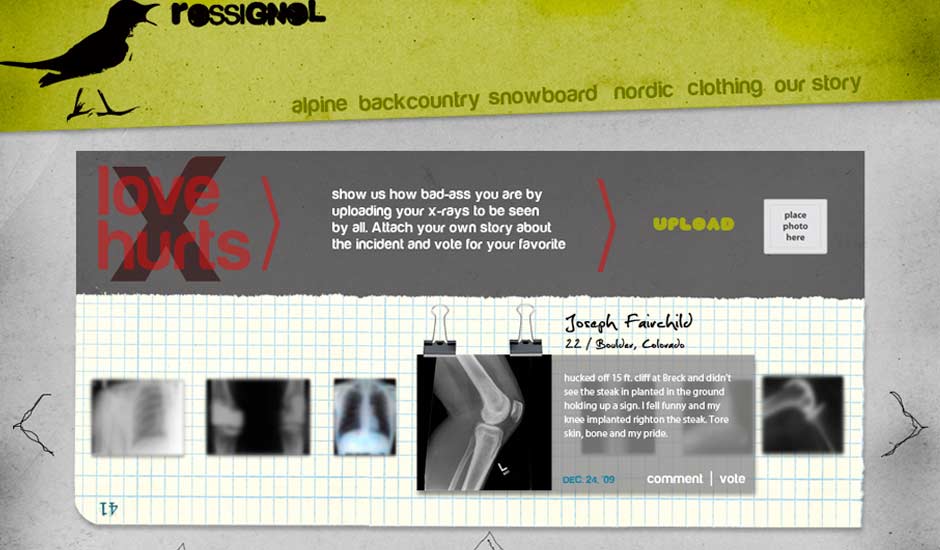 ROSSIGNOL
alpine backcountry snowboard nordic clothing our story
love
X
hurts
show us how bad-ass you are by
uploading your x-rays to be seen
by all. Attach your own story about
the incident and vote for your favorite
UPLOAD
place
photo
here
Joseph Fairchild
22 / Boulder, Colorado
hucked off 15 ft. cliff at Breck and didn't
see the steak in planted in the ground
holding up a sign. I fell funny and my
knee implanted righton the steak. Tore
skin, bone and my pride.
L
DEC. 24, '09
comment | vote
41